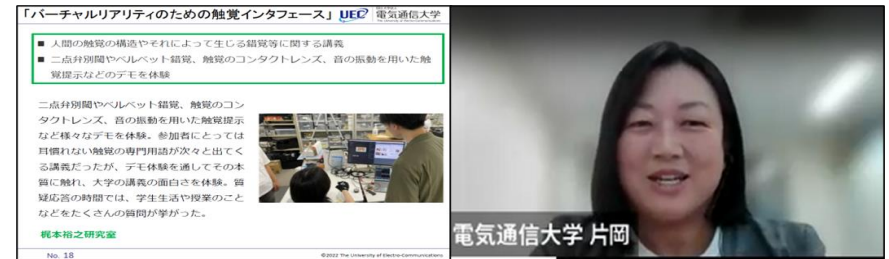 「バーチャルリアリティのための触覚インタフェース」
UEC 電気通信大学
■ 人間の触覚の構造やそれによって生じる錯覚等に関する講義
■ 二点弁別閾やベルベット錯覚、触覚のコンタクトレンズ、音の振動を用いた触
覚提示などのデモを体験
二点弁別閾やベルベット錯覚、触覚のコン
タクトレンズ、音の振動を用いた触覚提示
など様々なデモを体験。参加者にとっては
耳慣れない触覚の専門用語が次々と出てく
る講義だったが、デモ体験を通してその本
質に触れ、大学の講義の面白さを体験。質
疑応答の時間では、学生生活や授業のこと
などをたくさんの質問が挙がった。
梶本裕之研究室
No. 18
©2022 The University of Electro-Communications
電気通信大学 片岡